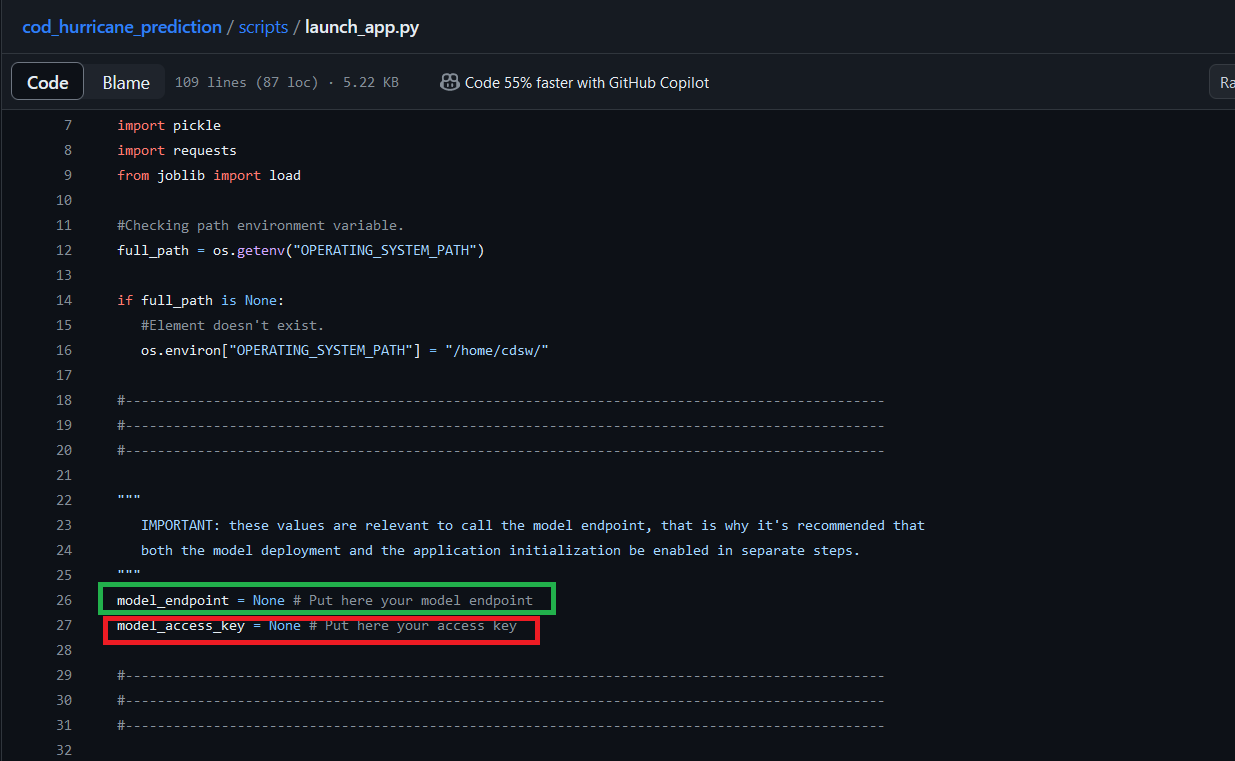 cod_hurricane_prediction / scripts / launch_app.py
Code Blame 109 lines (87 loc) · 5.22 KB Code 55% faster with GitHub Copilot Ra
7 import pickle
8 import requests
9 from joblib import load
10
11 #Checking path environment variable.
12 full_path = os.getenv("OPERATING_SYSTEM_PATH")
13
14 if full_path is None:
15 #Element doesn't exist.
16 os.environ["OPERATING_SYSTEM_PATH"] = "/home/cdsw/"
17
18 #-----------------------------------------------------------------------------------------------
19 #-----------------------------------------------------------------------------------------------
20 #-----------------------------------------------------------------------------------------------
21
22 """
23 IMPORTANT: these values are relevant to call the model endpoint, that is why it's recommended that
24 both the model deployment and the application initialization be enabled in separate steps.
25 """
26 model_endpoint = None # Put here your model endpoint
27 model_access_key = None # Put here your access key
28
29 #-----------------------------------------------------------------------------------------------
30 #-----------------------------------------------------------------------------------------------
31 #-----------------------------------------------------------------------------------------------
32